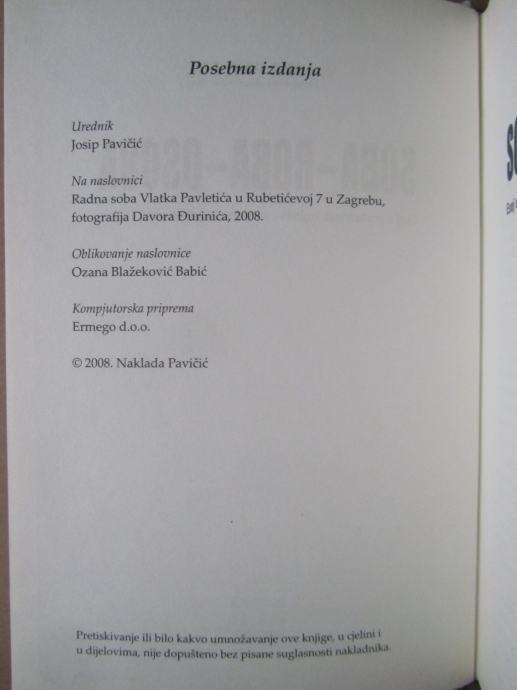 Posebna izdanja
Urednik
Josip Pavičić
Na naslovnici
Radna soba Vlatka Pavletića u Rubetićevoj 7 u Zagrebu,
fotografija Davora Đurinića, 2008.
Oblikovanje naslovnice
Ozana Blažeković Babić
Kompjutorska priprema
Ermego d.o.o.
© 2008. Naklada Pavičić
Pretiskivanje ili bilo kakvo umnožavanje ove knjige, u cjelini i
u dijelovima, nije dopušteno bez pisane suglasnosti nakladnika.